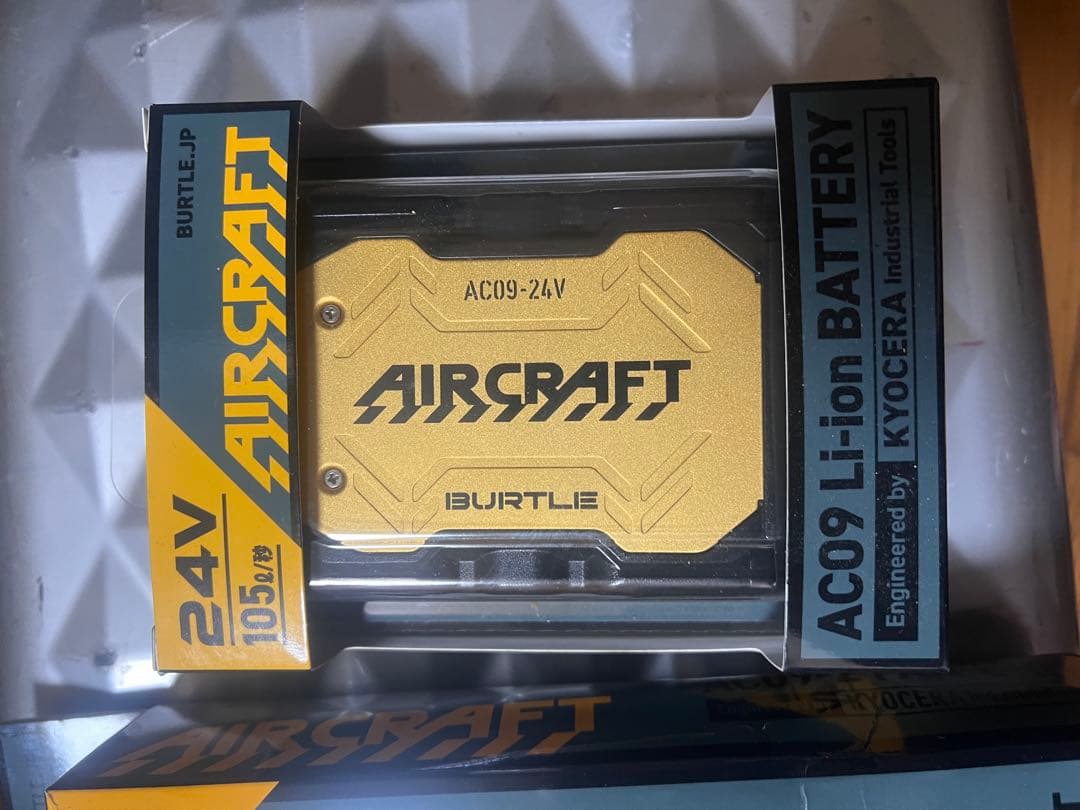 BURTLE.JP
AIRCRAFT
24V
105ℓ/秒
AC09-24V
AIRCRAFT
BURTLE
AC09 Li-ion BATTERY
Engineered by KYOCERA Industrial Tools
AIRCRAFT
KYOCERA